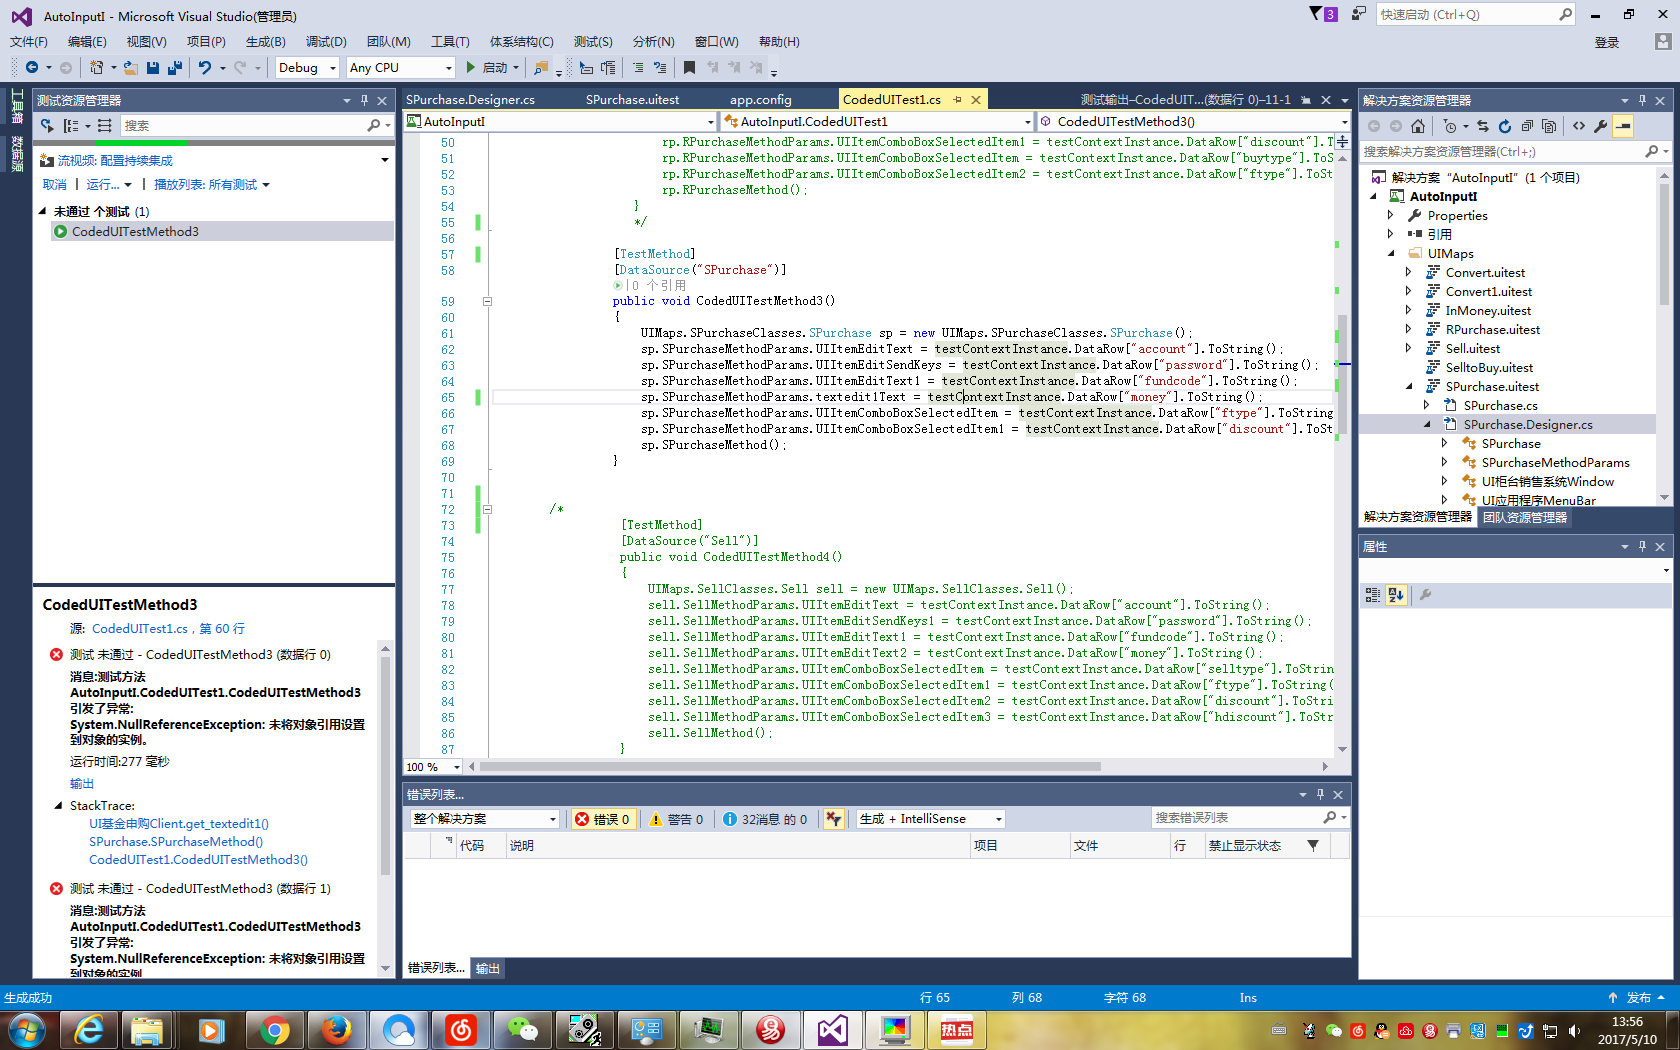 AutoInputI - Microsoft Visual Studio(管理员)
3
快速启动 (Ctrl+Q)
文件(F) 编辑(E) 视图(V) 项目(P) 生成(B) 调试(D) 团队(M) 工具(T) 体系结构(C) 测试(S) 分析(N) 窗口(W) 帮助(H)
登录
Debug Any CPU 启动
工具箱
数据源
测试资源管理器
搜索
流视频: 配置持续集成
取消 | 运行... | 播放列表: 所有测试
未通过 个测试 (1)
CodedUITestMethod3
CodedUITestMethod3
源: CodedUITest1.cs , 第 60 行
测试 未通过 - CodedUITestMethod3 (数据行 0)
消息:测试方法
AutoInputI.CodedUITest1.CodedUITestMethod3
引发了异常:
System.NullReferenceException: 未将对象引用设置
到对象的实例。
运行时间:277 毫秒
输出
StackTrace:
UI基金申购Client.get_textedit1()
SPurchase.SPurchaseMethod()
CodedUITest1.CodedUITestMethod3()
测试 未通过 - CodedUITestMethod3 (数据行 1)
消息:测试方法
AutoInputI.CodedUITest1.CodedUITestMethod3
引发了异常:
System.NullReferenceException: 未将对象引用设置
到对象的实例
SPurchase.Designer.cs SPurchase.uitest app.config CodedUITest1.cs 测试输出–CodedUIT...(数据行 0)–11-1
AutoInputI AutoInputI.CodedUITest1 CodedUITestMethod3()
50 rp.RPurchaseMethodParams.UIItemComboBoxSelectedItem1 = testContextInstance.DataRow["discount"].T
51 rp.RPurchaseMethodParams.UIItemComboBoxSelectedItem = testContextInstance.DataRow["buytype"].ToS
52 rp.RPurchaseMethodParams.UIItemComboBoxSelectedItem2 = testContextInstance.DataRow["ftype"].ToSt
53 rp.RPurchaseMethod();
54 }
55 */
56
57 [TestMethod]
58 [DataSource("SPurchase")]
|0 个引用
59 public void CodedUITestMethod3()
60 {
61 UIMaps.SPurchaseClasses.SPurchase sp = new UIMaps.SPurchaseClasses.SPurchase();
62 sp.SPurchaseMethodParams.UIItemEditText = testContextInstance.DataRow["account"].ToString();
63 sp.SPurchaseMethodParams.UIItemEditSendKeys = testContextInstance.DataRow["password"].ToString();
64 sp.SPurchaseMethodParams.UIItemEditText1 = testContextInstance.DataRow["fundcode"].ToString();
65 sp.SPurchaseMethodParams.textedit1Text = testContextInstance.DataRow["money"].ToString();
66 sp.SPurchaseMethodParams.UIItemComboBoxSelectedItem = testContextInstance.DataRow["ftype"].ToString
67 sp.SPurchaseMethodParams.UIItemComboBoxSelectedItem1 = testContextInstance.DataRow["discount"].ToSt
68 sp.SPurchaseMethod();
69 }
70
71
72 /*
73 [TestMethod]
74 [DataSource("Sell")]
75 public void CodedUITestMethod4()
76 {
77 UIMaps.SellClasses.Sell sell = new UIMaps.SellClasses.Sell();
78 sell.SellMethodParams.UIItemEditText = testContextInstance.DataRow["account"].ToString();
79 sell.SellMethodParams.UIItemEditSendKeys1 = testContextInstance.DataRow["password"].ToString();
80 sell.SellMethodParams.UIItemEditText1 = testContextInstance.DataRow["fundcode"].ToString();
81 sell.SellMethodParams.UIItemEditText2 = testContextInstance.DataRow["money"].ToString();
82 sell.SellMethodParams.UIItemComboBoxSelectedItem = testContextInstance.DataRow["selltype"].ToStrin
83 sell.SellMethodParams.UIItemComboBoxSelectedItem1 = testContextInstance.DataRow["ftype"].ToString(
84 sell.SellMethodParams.UIItemComboBoxSelectedItem2 = testContextInstance.DataRow["discount"].ToStri
85 sell.SellMethodParams.UIItemComboBoxSelectedItem3 = testContextInstance.DataRow["hdiscount"].ToStr
86 sell.SellMethod();
87 }
100 %
错误列表...
整个解决方案 错误 0 警告 0 32消息 的 0 生成 + IntelliSense 搜索错误列表
代码 说明 项目 文件 行 禁止显示状态
错误列表... 输出
解决方案资源管理器
搜索解决方案资源管理器(Ctrl+;)
解决方案 “AutoInputI” (1 个项目)
AutoInputI
Properties
引用
UIMaps
Convert.uitest
Convert1.uitest
InMoney.uitest
RPurchase.uitest
Sell.uitest
SelltoBuy.uitest
SPurchase.uitest
SPurchase.cs
SPurchase.Designer.cs
SPurchase
SPurchaseMethodParams
UI柜台销售系统Window
UI应用程序MenuBar
解决方案资源管理器 团队资源管理器
属性
生成成功 行 65 列 68 字符 68 Ins 发布
热点
13:56
2017/5/10